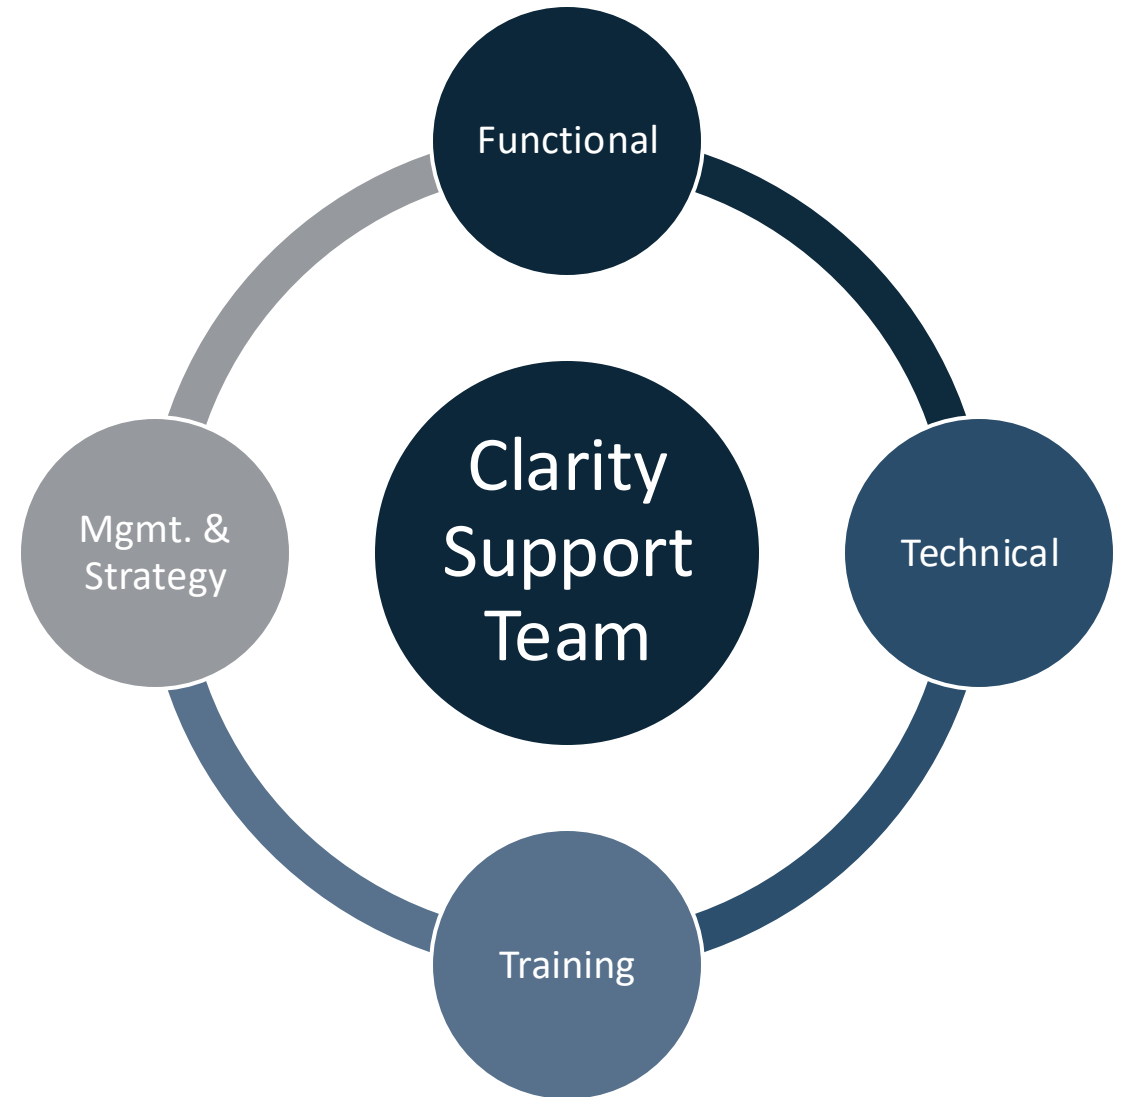 Functional
Clarity
Support
Team
Technical
Mgmt. &
Strategy
Training